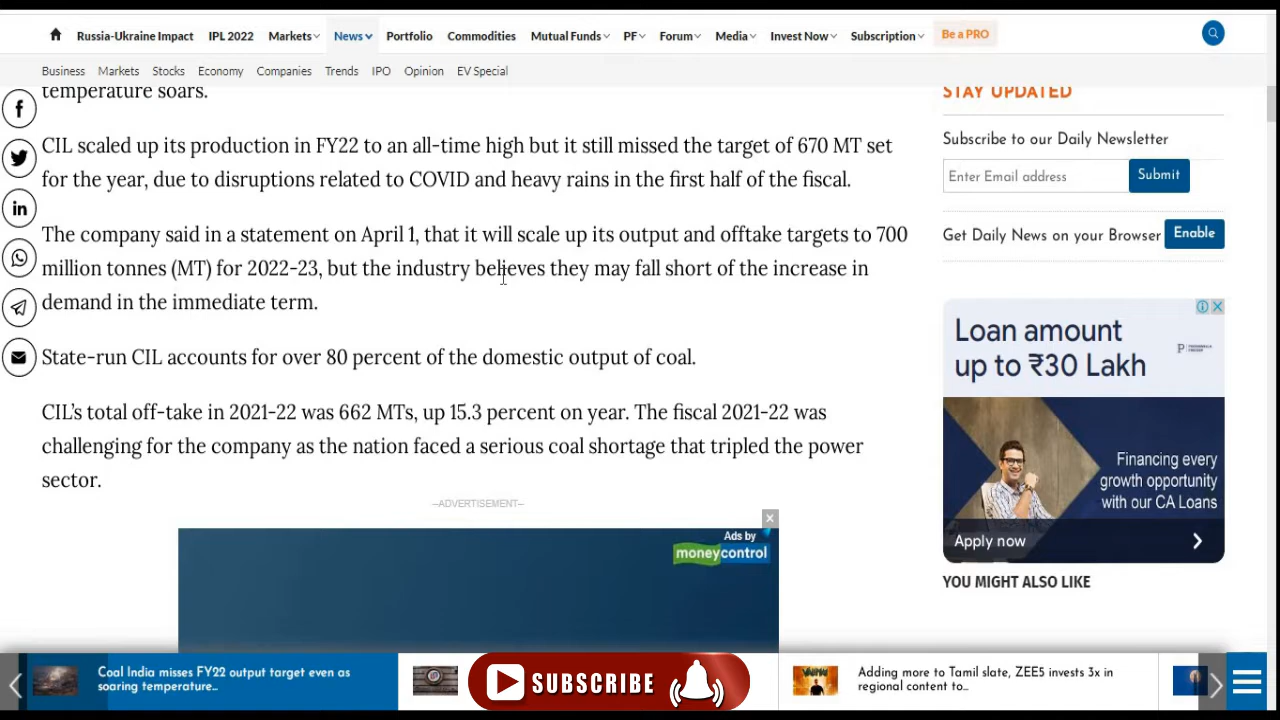 Russia-Ukraine Impact IPL 2022 Markets News Portfolio Commodities Mutual Funds PF Forum Media Invest Now Subscription Be a PRO
Business Markets Stocks Economy Companies Trends IPO Opinion EV Special
temperature soars.
CIL scaled up its production in FY22 to an all-time high but it still missed the target of 670 MT set
for the year, due to disruptions related to COVID and heavy rains in the first half of the fiscal.
The company said in a statement on April 1, that it will scale up its output and offtake targets to 700
million tonnes (MT) for 2022-23, but the industry believes they may fall short of the increase in
demand in the immediate term.
State-run CIL accounts for over 80 percent of the domestic output of coal.
CIL's total off-take in 2021-22 was 662 MTs, up 15.3 percent on year. The fiscal 2021-22 was
challenging for the company as the nation faced a serious coal shortage that tripled the power
sector.
--ADVERTISEMENT--
Ads by
moneycontrol
STAY UPDATED
Subscribe to our Daily Newsletter
Enter Email address Submit
Get Daily News on your Browser Enable
Loan amount
up to ₹30 Lakh
Financing every
growth opportunity
with our CA Loans
Apply now
YOU MIGHT ALSO LIKE
Coal India misses FY22 output target even as
soaring temperature...
SUBSCRIBE
Adding more to Tamil slate, ZEE5 invests 3x in
regional content to...